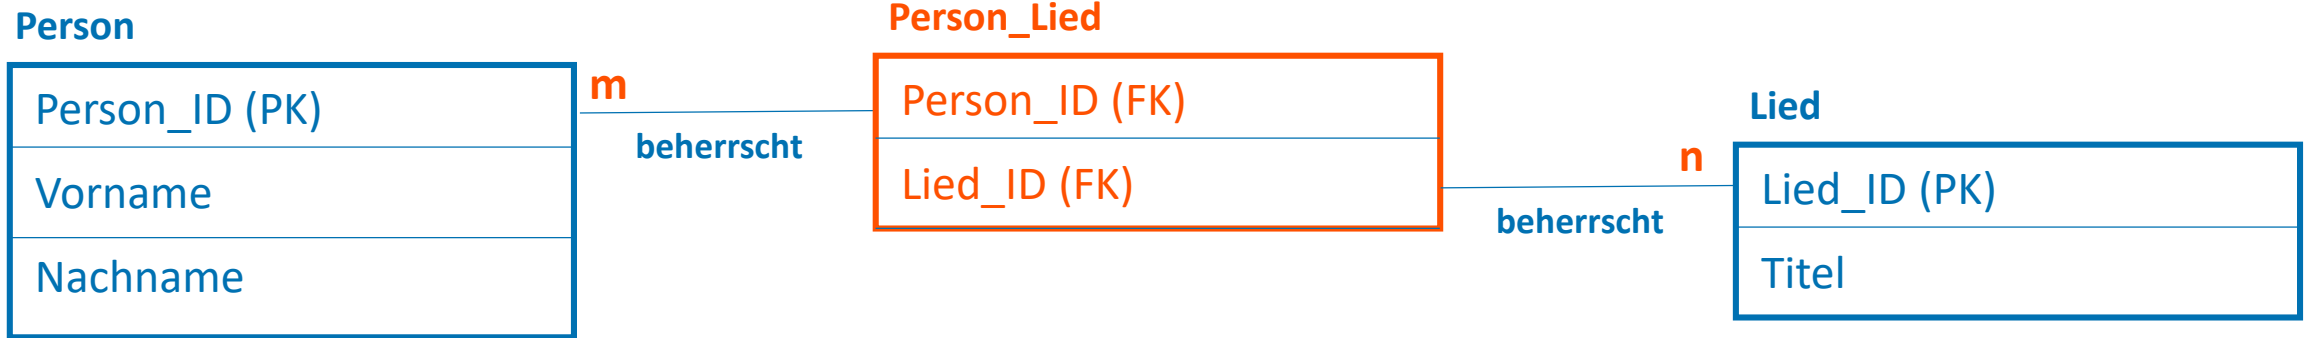 Person
Person_ID (PK)
Vorname
Nachname
m
beherrscht
Person_Lied
Person_ID (FK)
Lied_ID (FK)
n
beherrscht
Lied
Lied_ID (PK)
Titel